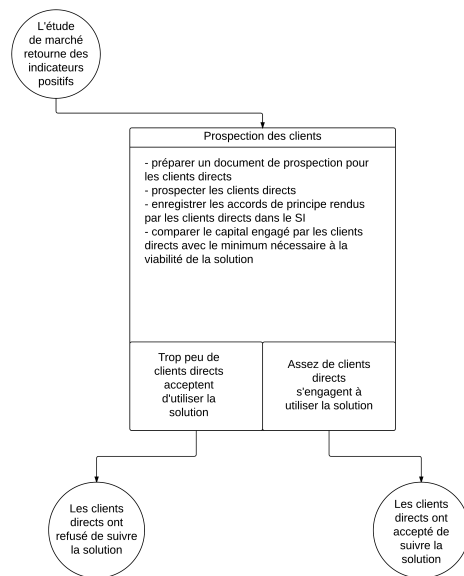 L'étude
de marché
retourne des
indicateurs
positifs
Prospection des clients
- préparer un document de prospection pour
les clients directs
- prospecter les clients directs
- enregistrer les accords de principe rendus
par les clients directs dans le SI
- comparer le capital engagé par les clients
directs avec le minimum nécessaire à la
viabilité de la solution
Trop peu de
clients directs
acceptent
d'utiliser la
solution
Assez de clients
directs
s'engagent à
utiliser la solution
Les clients
directs ont
refusé de suivre
la solution
Les clients
directs ont
accepté de
suivre la
solution